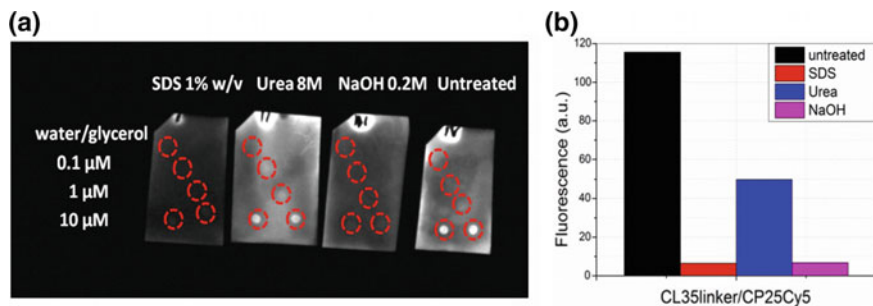 (a)
SDS 1% w/v Urea 8M NaOH 0.2M Untreated
water/glycerol
0.1 μM
1 μM
10 μM
(b)
120
100
80
60
40
20
0
Fluorescence (a.u.)
untreated
SDS
Urea
NaOH
CL35linker/CP25Cy5